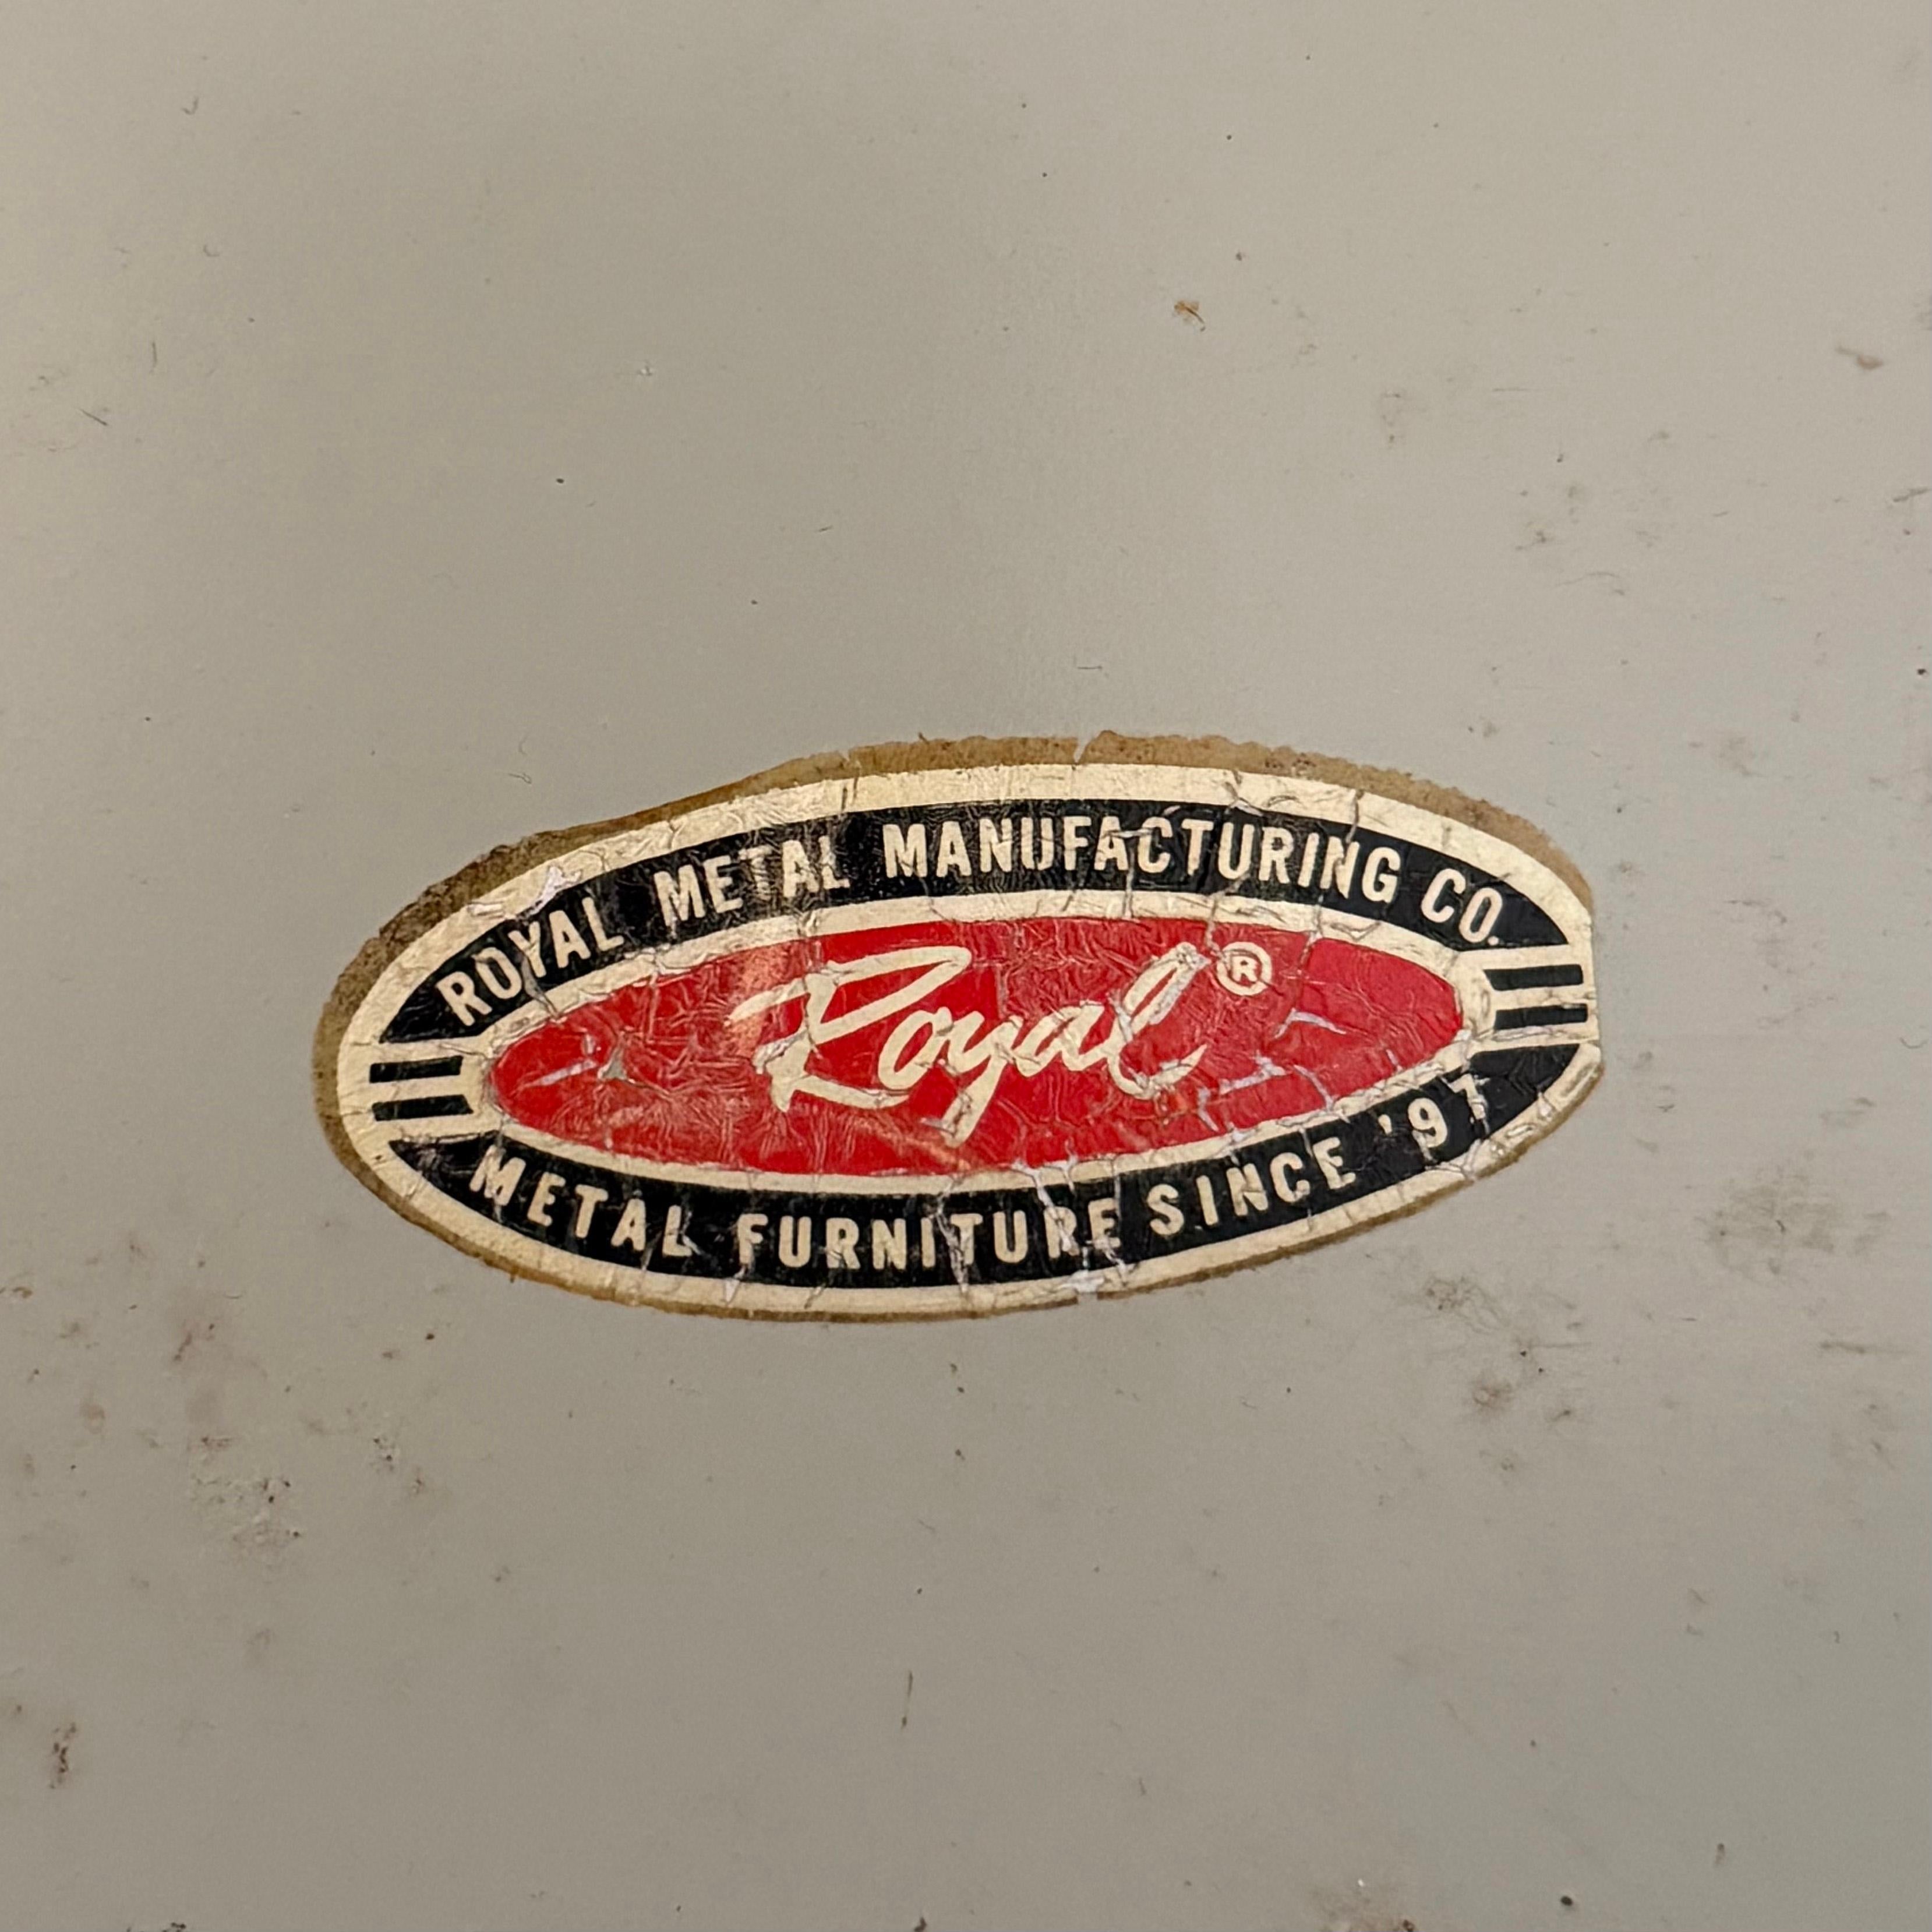 ROYAL METAL MANUFACTURING CO.
Royal®
METAL FURNITURE SINCE '97